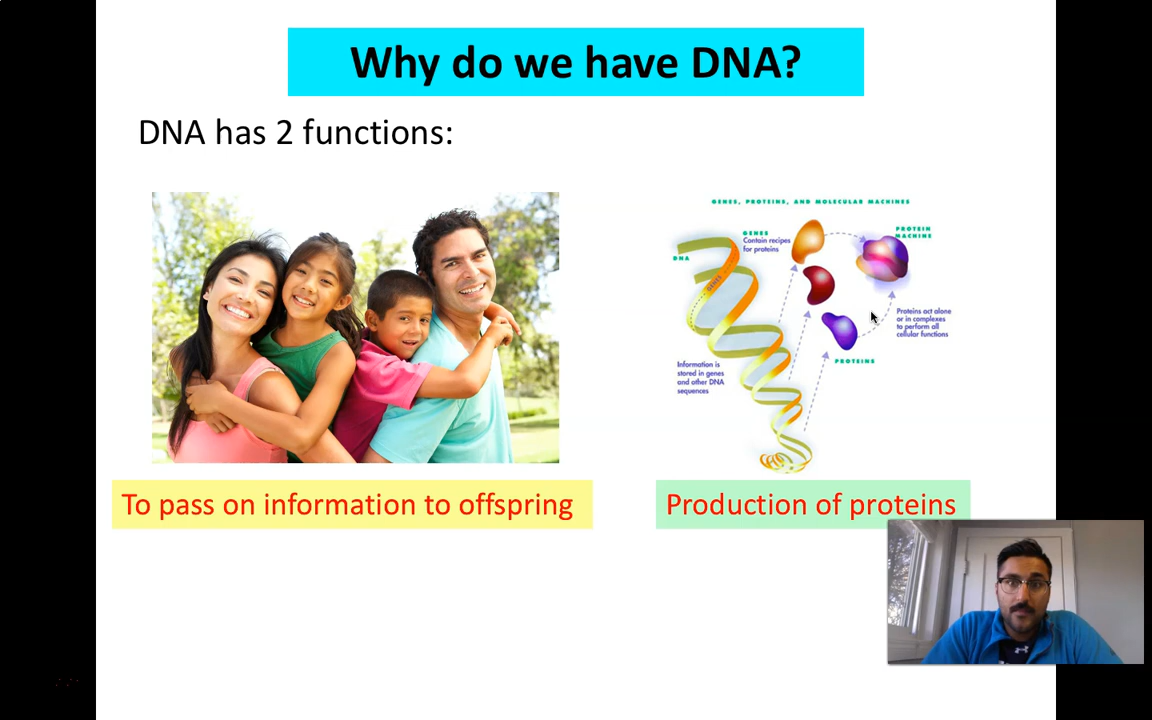 Why do we have DNA?
DNA has 2 functions:
GENES, PROTEINS, AND MOLECULAR MACHINES
GENES
Contain recipes
for proteins
PROTEIN
MACHINE
DNA
GENES
Proteins act alone
or in complexes
to perform all
cellular functions
PROTEINS
Information is
stored in genes
and other DNA
sequences
To pass on information to offspring
Production of proteins